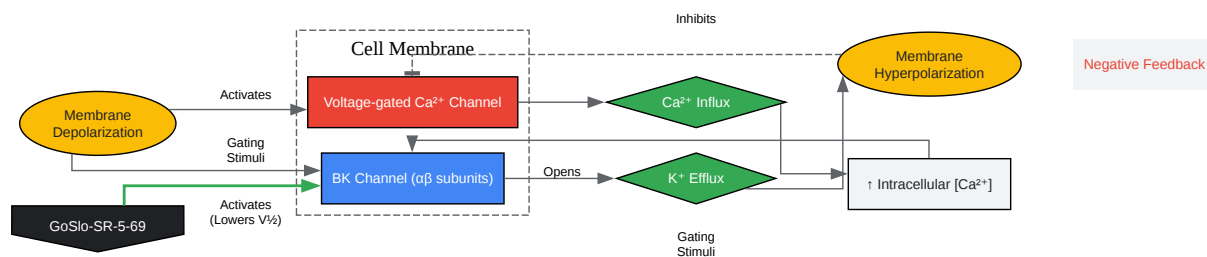 Inhibits
Cell Membrane
Membrane
Hyperpolarization
Negative Feedback
Activates
Voltage-gated Ca²⁺ Channel
Ca²⁺ Influx
Membrane
Depolarization
Gating
Stimuli
BK Channel (αβ subunits)
Opens
K⁺ Efflux
↑ Intracellular [Ca²⁺]
Activates
(Lowers V½)
GoSlo-SR-5-69
Gating
Stimuli